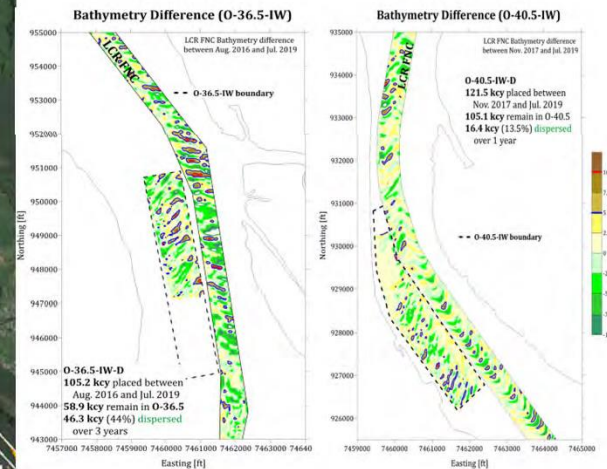 Bathymetry Difference (O-36.5-IW)
955000
954000
953000
952000
951000
950000
949000
948000
947000
946000
945000
944000
943000
Northing [ft]
LCR FNC Bathymetry difference
between Aug. 2016 and Jul. 2019
LCR FNC
O-36.5-IW boundary
O-36.5-IW-D
105.2 kcy placed between
Aug. 2016 and Jul. 2019
58.9 kcy remain in O-36.5
46.3 kcy (44%) dispersed
over 3 years
7457000 7458000 7459000 7460000 7461000 7462000 7463000 74640
Easting [ft]
Bathymetry Difference (O-40.5-IW)
935000
934000
933000
932000
931000
930000
929000
928000
927000
926000
Northing [ft]
LCR FNC Bathymetry difference
between Nov. 2017 and Jul. 2019
LCR FNC
O-40.5-IW-D
121.5 kcy placed between
Nov. 2017 and Jul. 2019
105.1 kcy remain in O-40.5
16.4 kcy (13.5%) dispersed
over 1 year
O-40.5-IW boundary
7459000 7460000 7461000 7462000 7463000 7464000 7465000
Easting [ft]